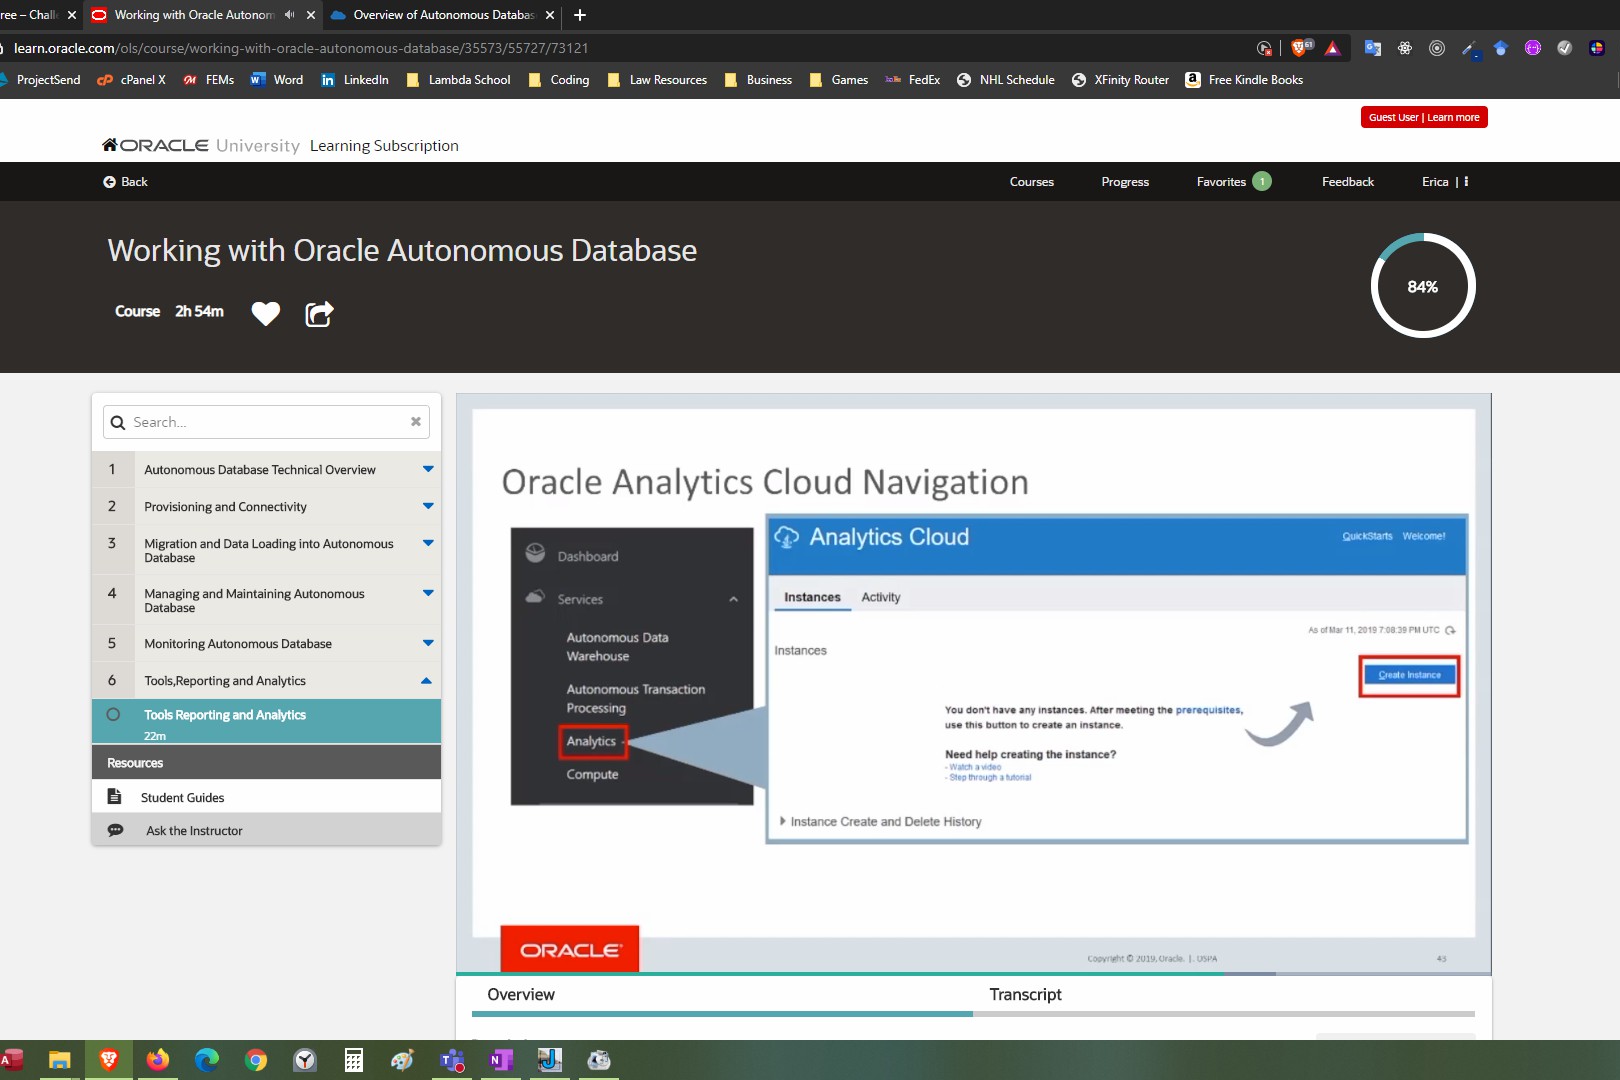 ree – Chall
Working with Oracle Autonom
Overview of Autonomous Databas
learn.oracle.com/ols/course/working-with-oracle-autonomous-database/35573/55727/73121
61
ProjectSend
cPanel X
FEMs
Word
LinkedIn
Lambda School
Coding
Law Resources
Business
Games
FedEx
NHL Schedule
XFinity Router
Free Kindle Books
Guest User | Learn more
ORACLE University Learning Subscription
Back
Courses
Progress
Favorites 1
Feedback
Erica |
Working with Oracle Autonomous Database
Course 2h 54m
84%
Search...
1 Autonomous Database Technical Overview
2 Provisioning and Connectivity
3 Migration and Data Loading into Autonomous
Database
4 Managing and Maintaining Autonomous
Database
5 Monitoring Autonomous Database
6 Tools,Reporting and Analytics
Tools Reporting and Analytics
22m
Resources
Student Guides
Ask the Instructor
Oracle Analytics Cloud Navigation
Dashboard
Services
Autonomous Data
Warehouse
Autonomous Transaction
Processing
Analytics
Compute
Analytics Cloud
QuickStarts Welcome!
Instances Activity
As of Mar 11, 2019 7:08:39 PM UTC
Instances
Create Instance
You don't have any instances. After meeting the prerequisites,
use this button to create an instance.
Need help creating the instance?
- Watch a video
- Step through a tutorial
Instance Create and Delete History
ORACLE
Copyright © 2019, Oracle. |. USPA
43
Overview
Transcript